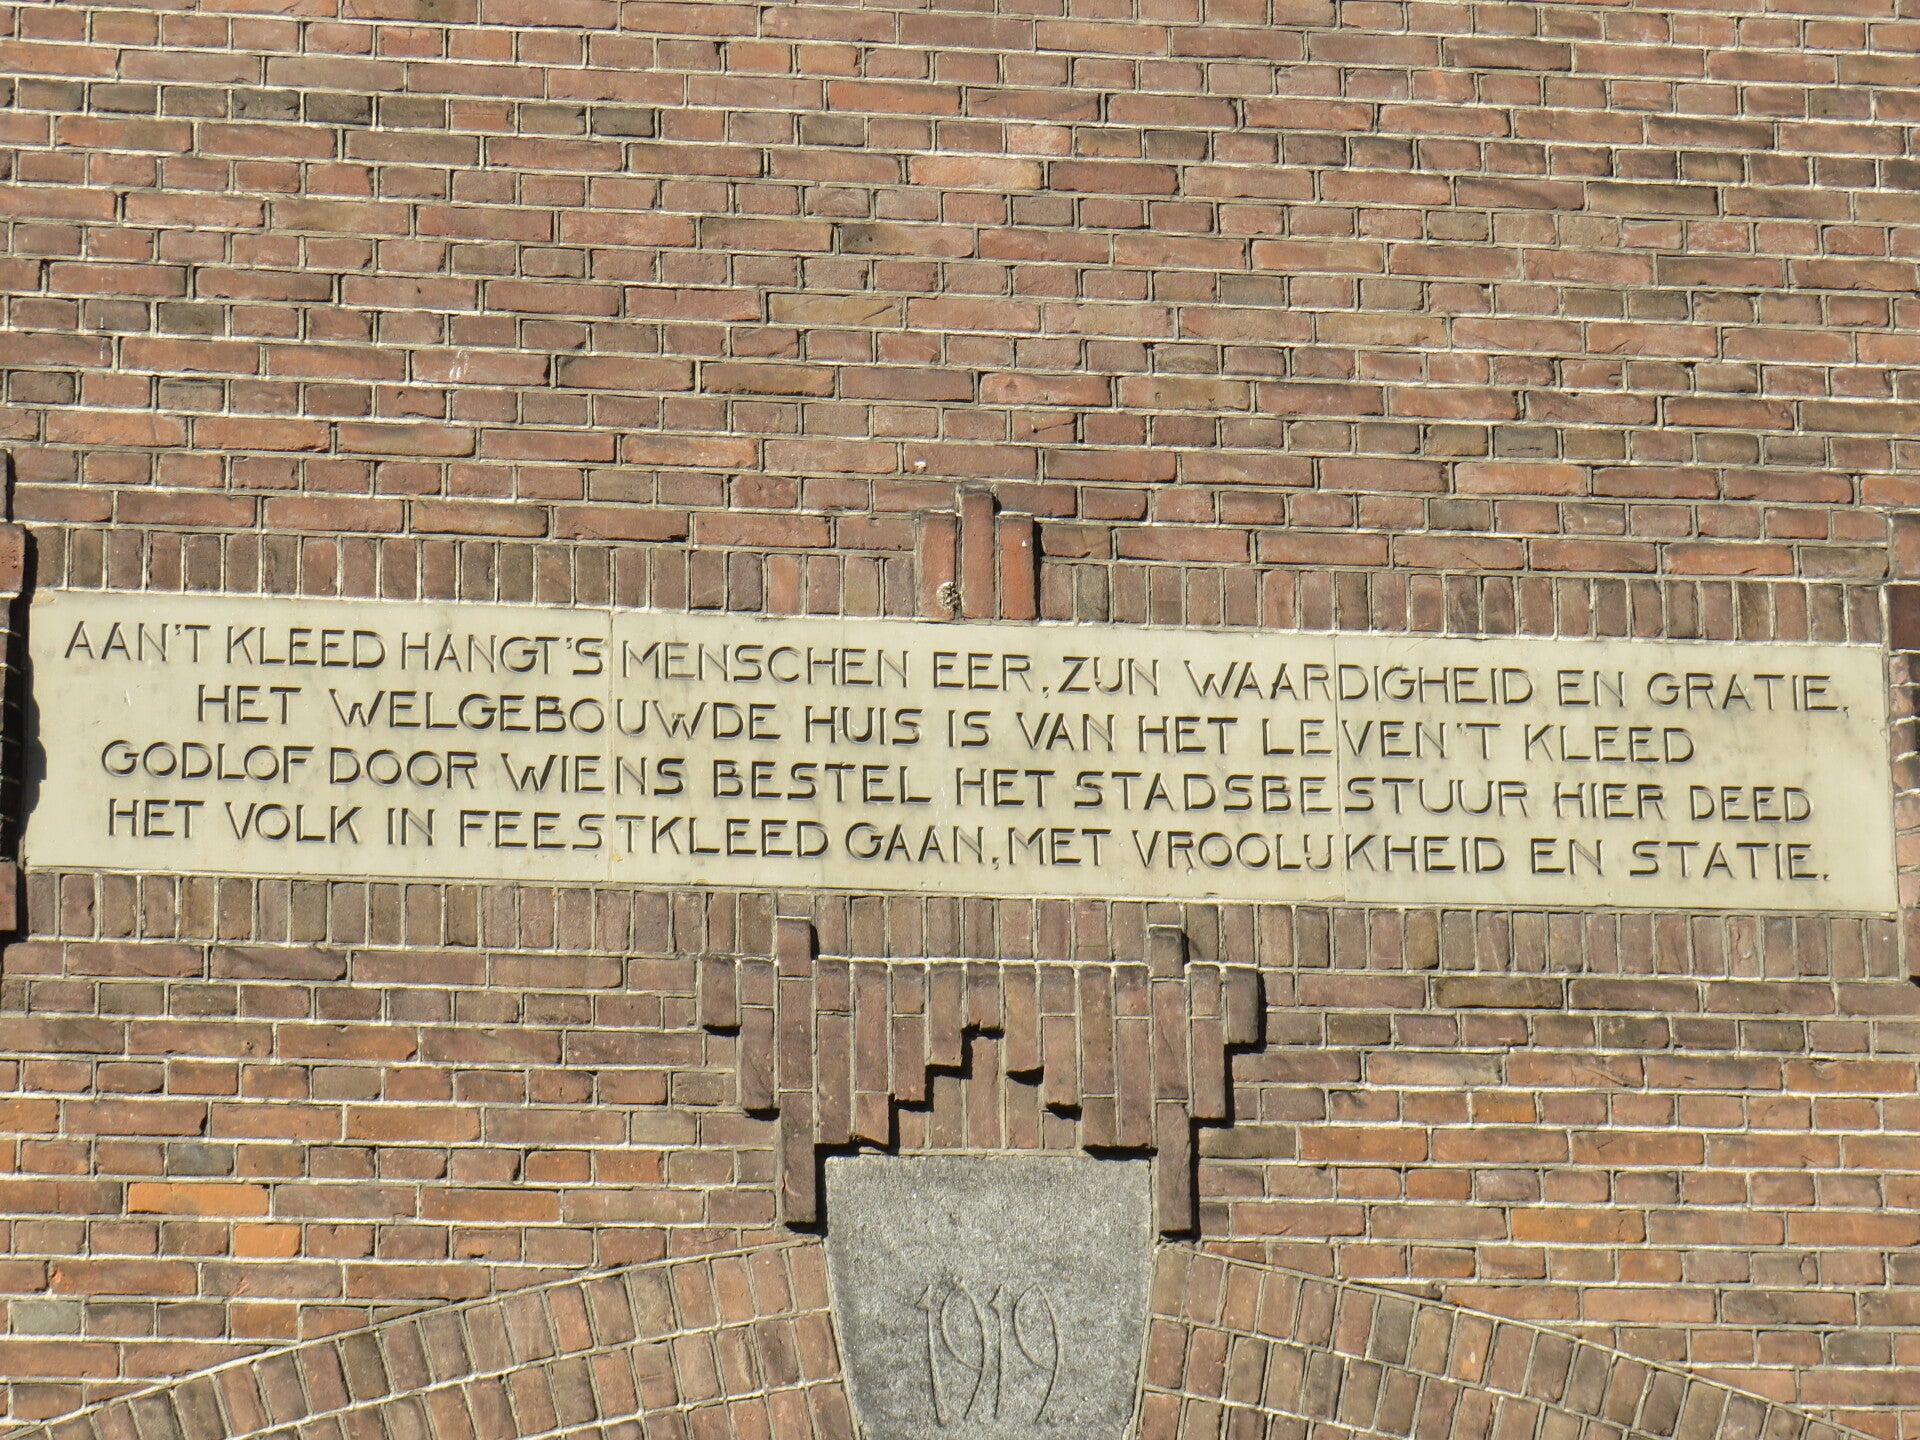 AAN'T KLEED HANGT'S MENSCHEN EER, ZIJN WAARDIGHEID EN GRATIE,
HET WELGEBOUWDE HUIS IS VAN HET LEVEN'T KLEED
GODLOF DOOR WIENS BESTEL HET STADSBESTUUR HIER DEED
HET VOLK IN FEESTKLEED GAAN, MET VROOLIJKHEID EN STATIE.
1919